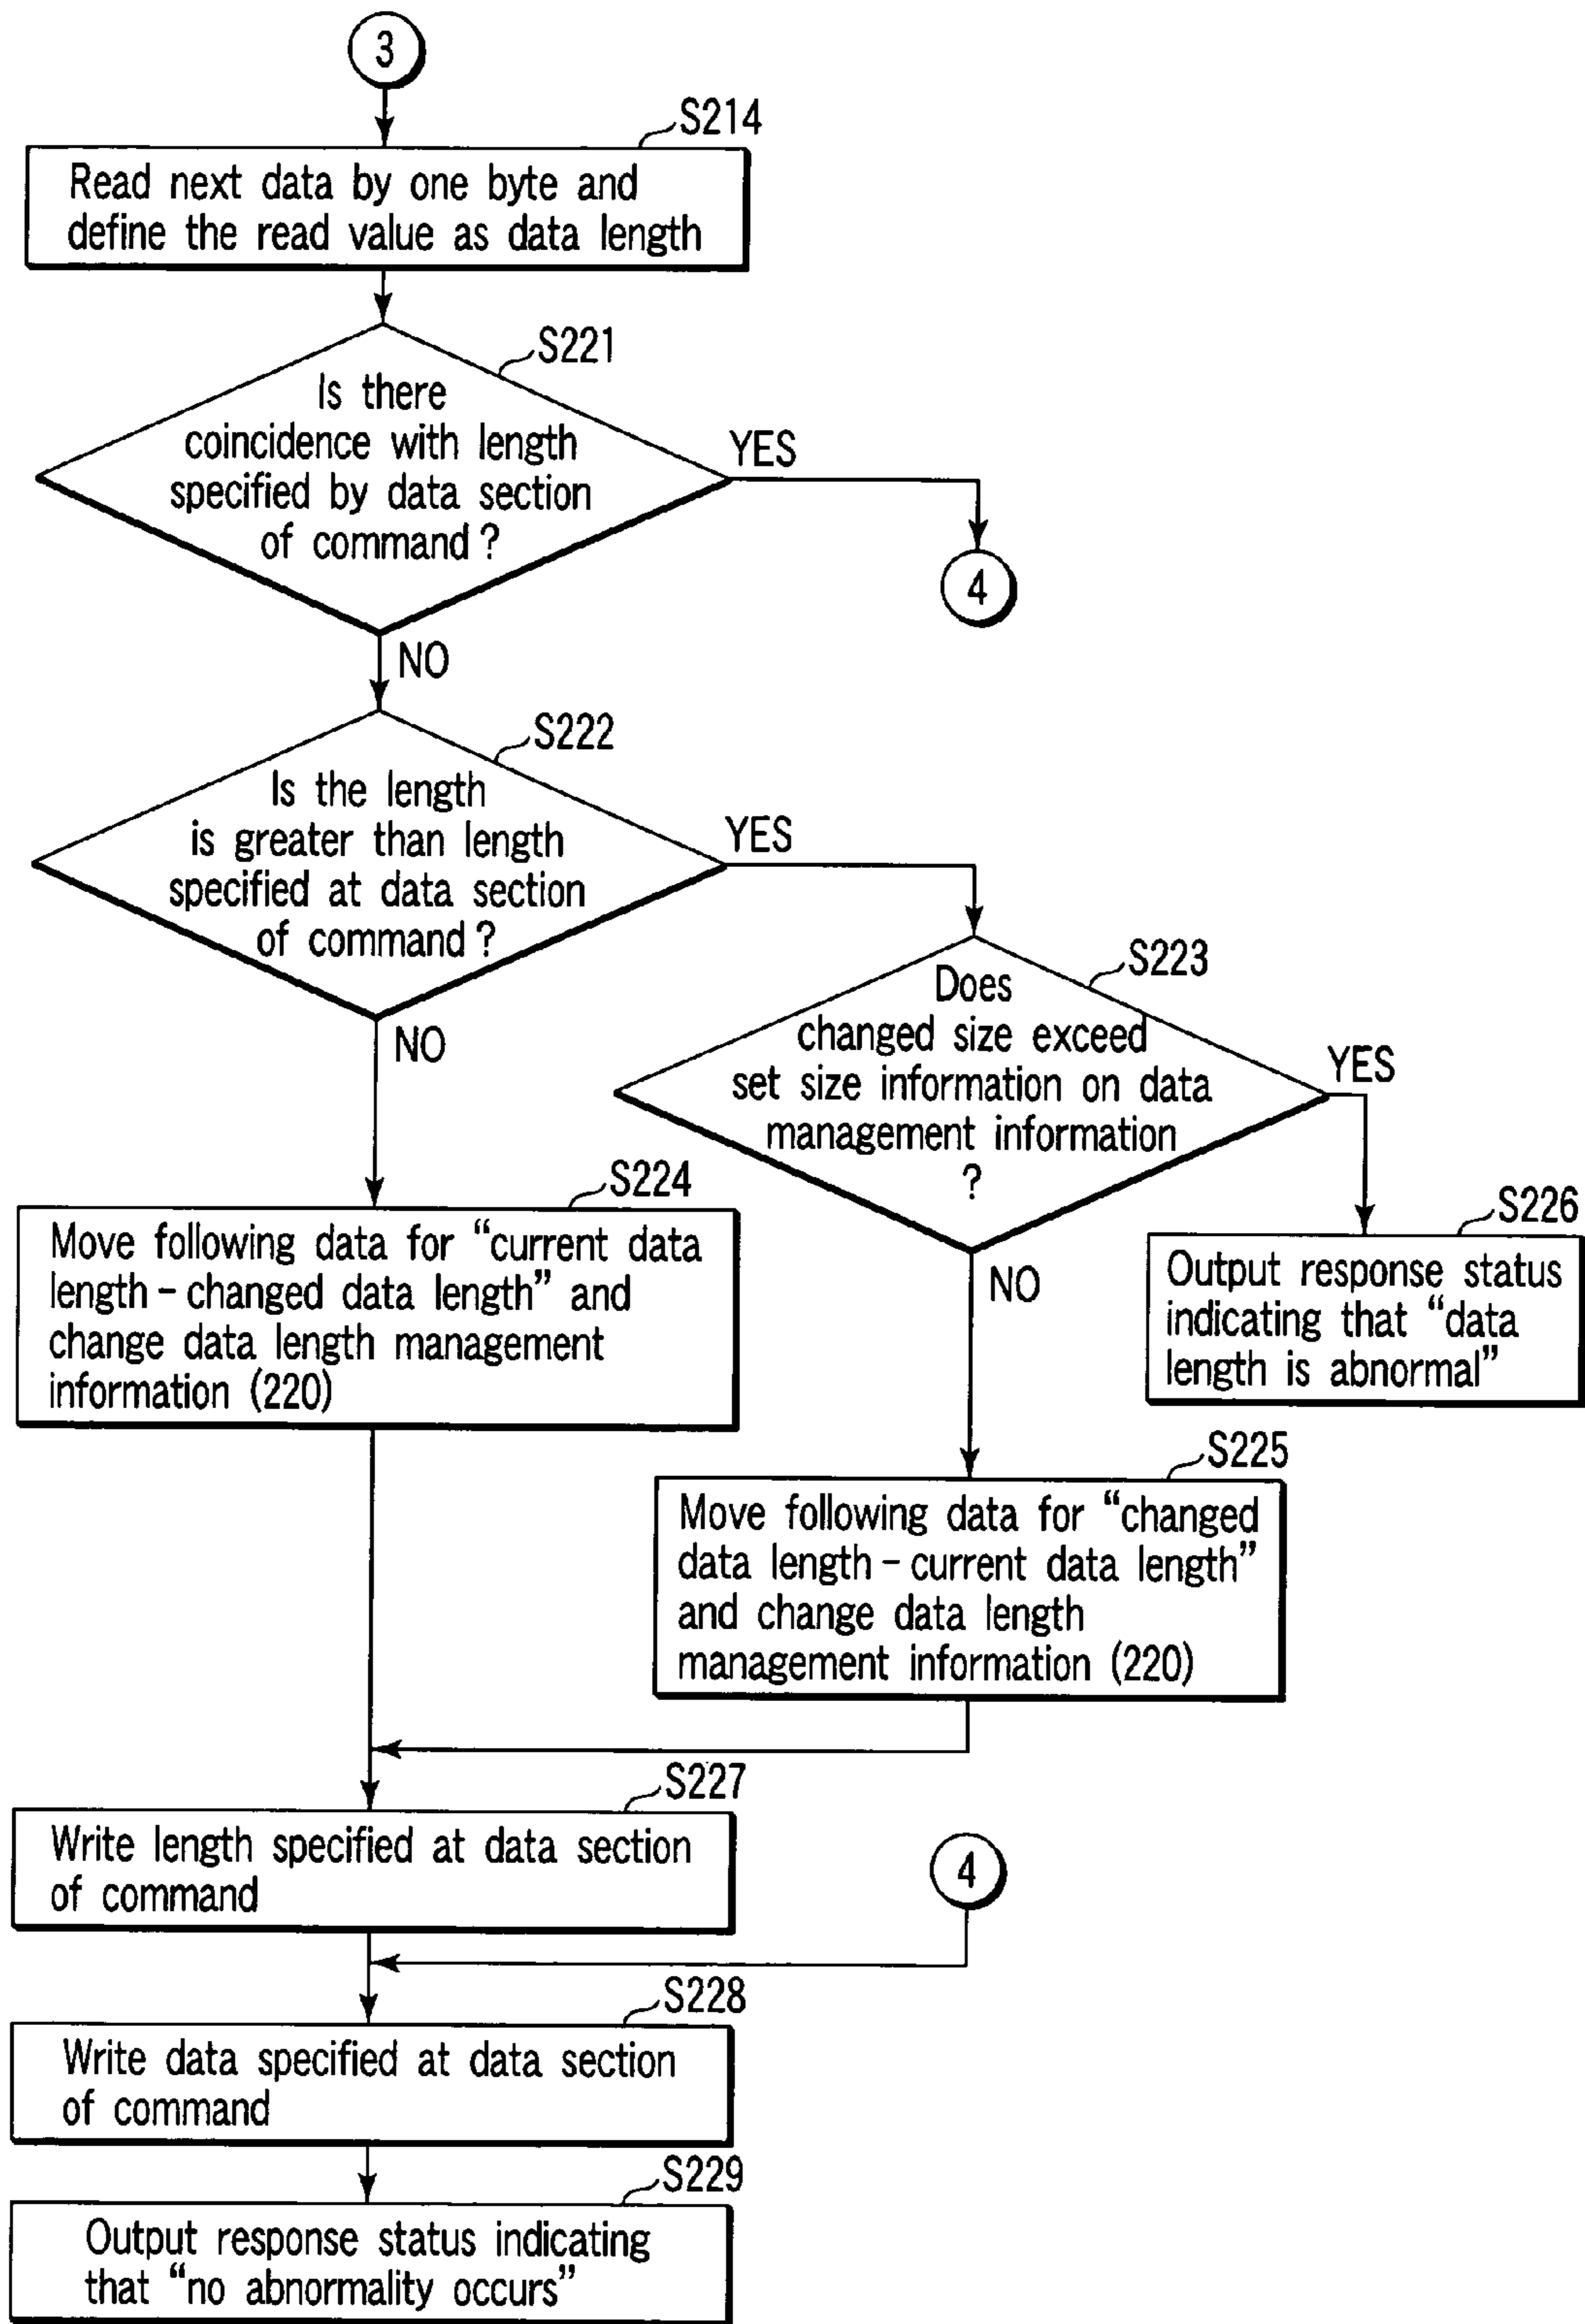 3
S214
Read next data by one byte and
define the read value as data length
S221
Is there
coincidence with length
specified by data section
of command?
YES
4
NO
S222
Is the length
is greater than length
specified at data section
of command?
YES
NO
S223
Does
changed size exceed
set size information on data
management information
?
YES
NO
S224
Move following data for “current data
length - changed data length” and
change data length management
information (220)
S226
Output response status
indicating that “data
length is abnormal”
S225
Move following data for “changed
data length - current data length”
and change data length
management information (220)
S227
Write length specified at data section
of command
4
S228
Write data specified at data section
of command
S229
Output response status indicating
that “no abnormality occurs”